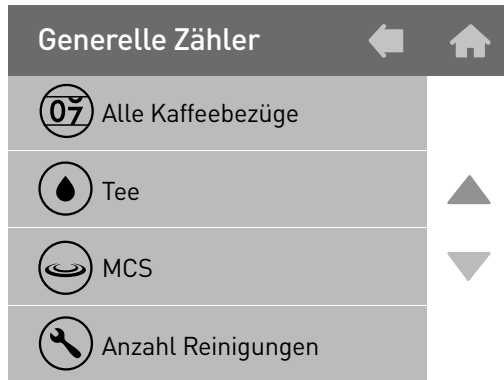 Generelle Zähler
07 Alle Kaffeebezüge
Tee
MCS
Anzahl Reinigungen